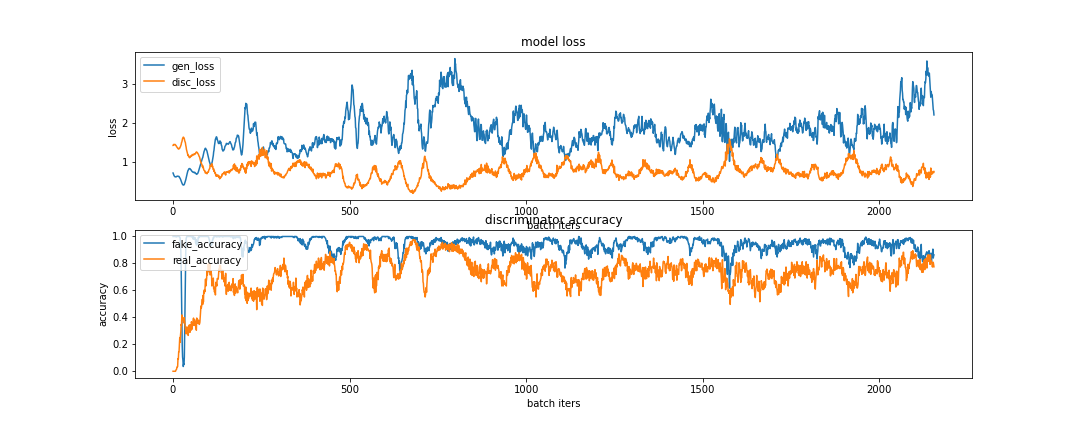 model loss
gen_loss
disc_loss
3
2
1
loss
0
500
1000
1500
2000
batch iters
discriminator accuracy
fake_accuracy
real_accuracy
1.0
0.8
0.6
0.4
0.2
0.0
accuracy
0
500
1000
1500
2000
batch iters